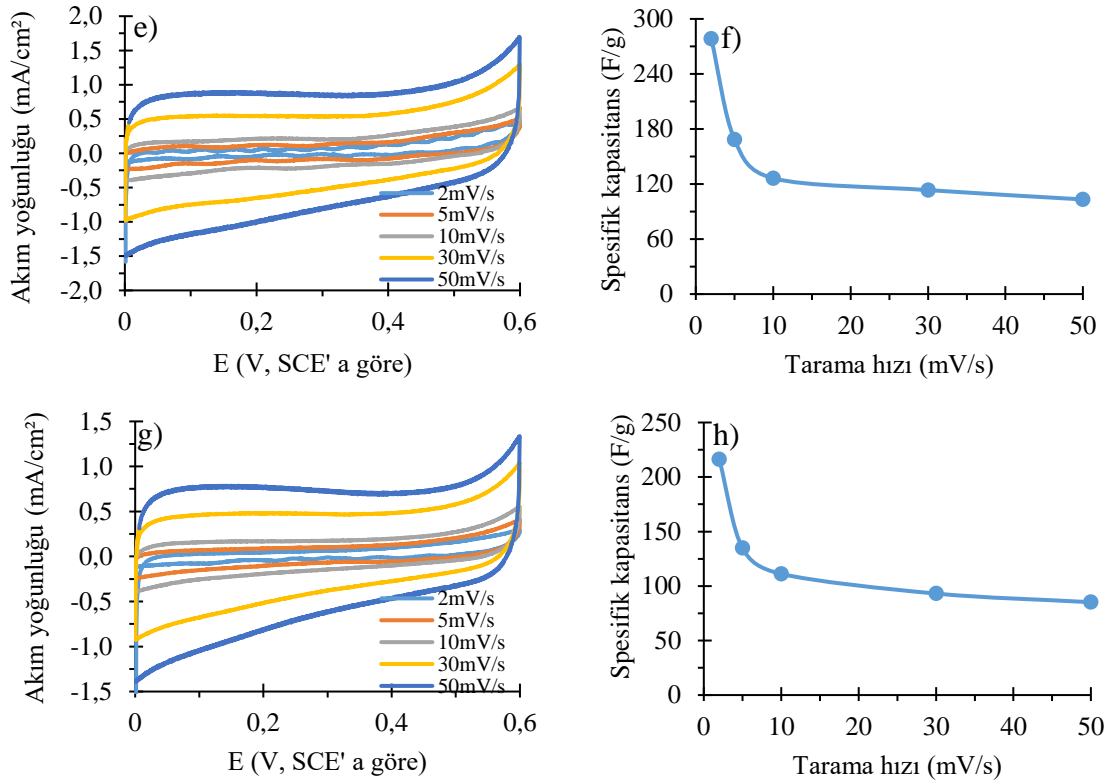 e)
Akım yoğunluğu (mA/cm²)
2,0
1,5
1,0
0,5
0,0
-0,5
-1,0
-1,5
-2,0
0
0,2
0,4
0,6
2mV/s
5mV/s
10mV/s
30mV/s
50mV/s
E (V, SCE' a göre)
f)
Spesifik kapasitans (F/g)
300
240
180
120
60
0
0
10
20
30
40
50
Tarama hızı (mV/s)
g)
Akım yoğunluğu (mA/cm²)
1,5
1,0
0,5
0,0
-0,5
-1,0
-1,5
0
0,2
0,4
0,6
2mV/s
5mV/s
10mV/s
30mV/s
50mV/s
E (V, SCE' a göre)
h)
Spesifik kapasitans (F/g)
250
200
150
100
50
0
0
10
20
30
40
50
Tarama hızı (mV/s)